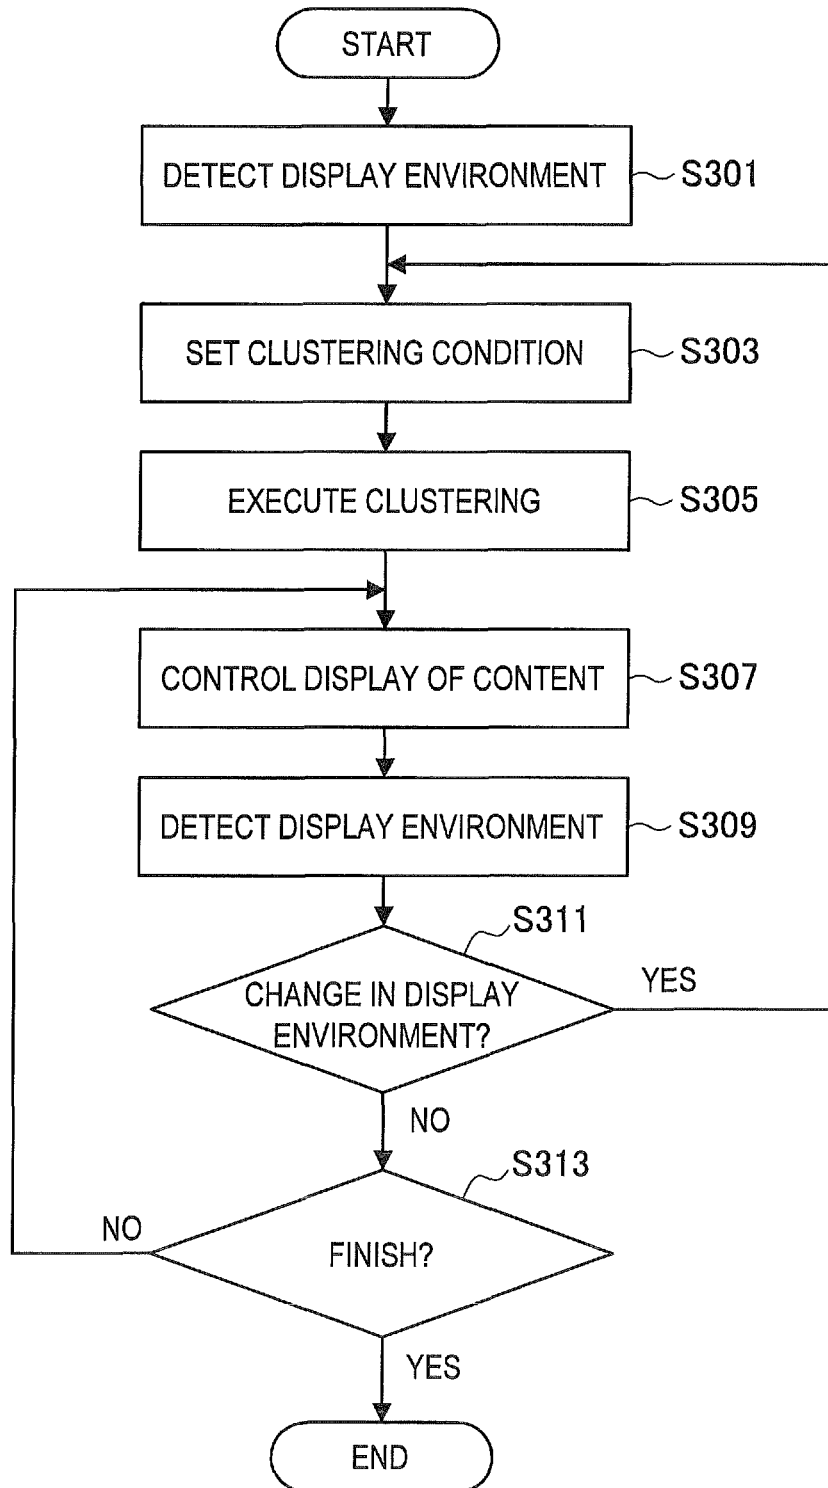 START
DETECT DISPLAY ENVIRONMENT
S301
SET CLUSTERING CONDITION
S303
EXECUTE CLUSTERING
S305
CONTROL DISPLAY OF CONTENT
S307
DETECT DISPLAY ENVIRONMENT
S309
S311
CHANGE IN DISPLAY
ENVIRONMENT?
YES
NO
S313
NO
FINISH?
YES
END